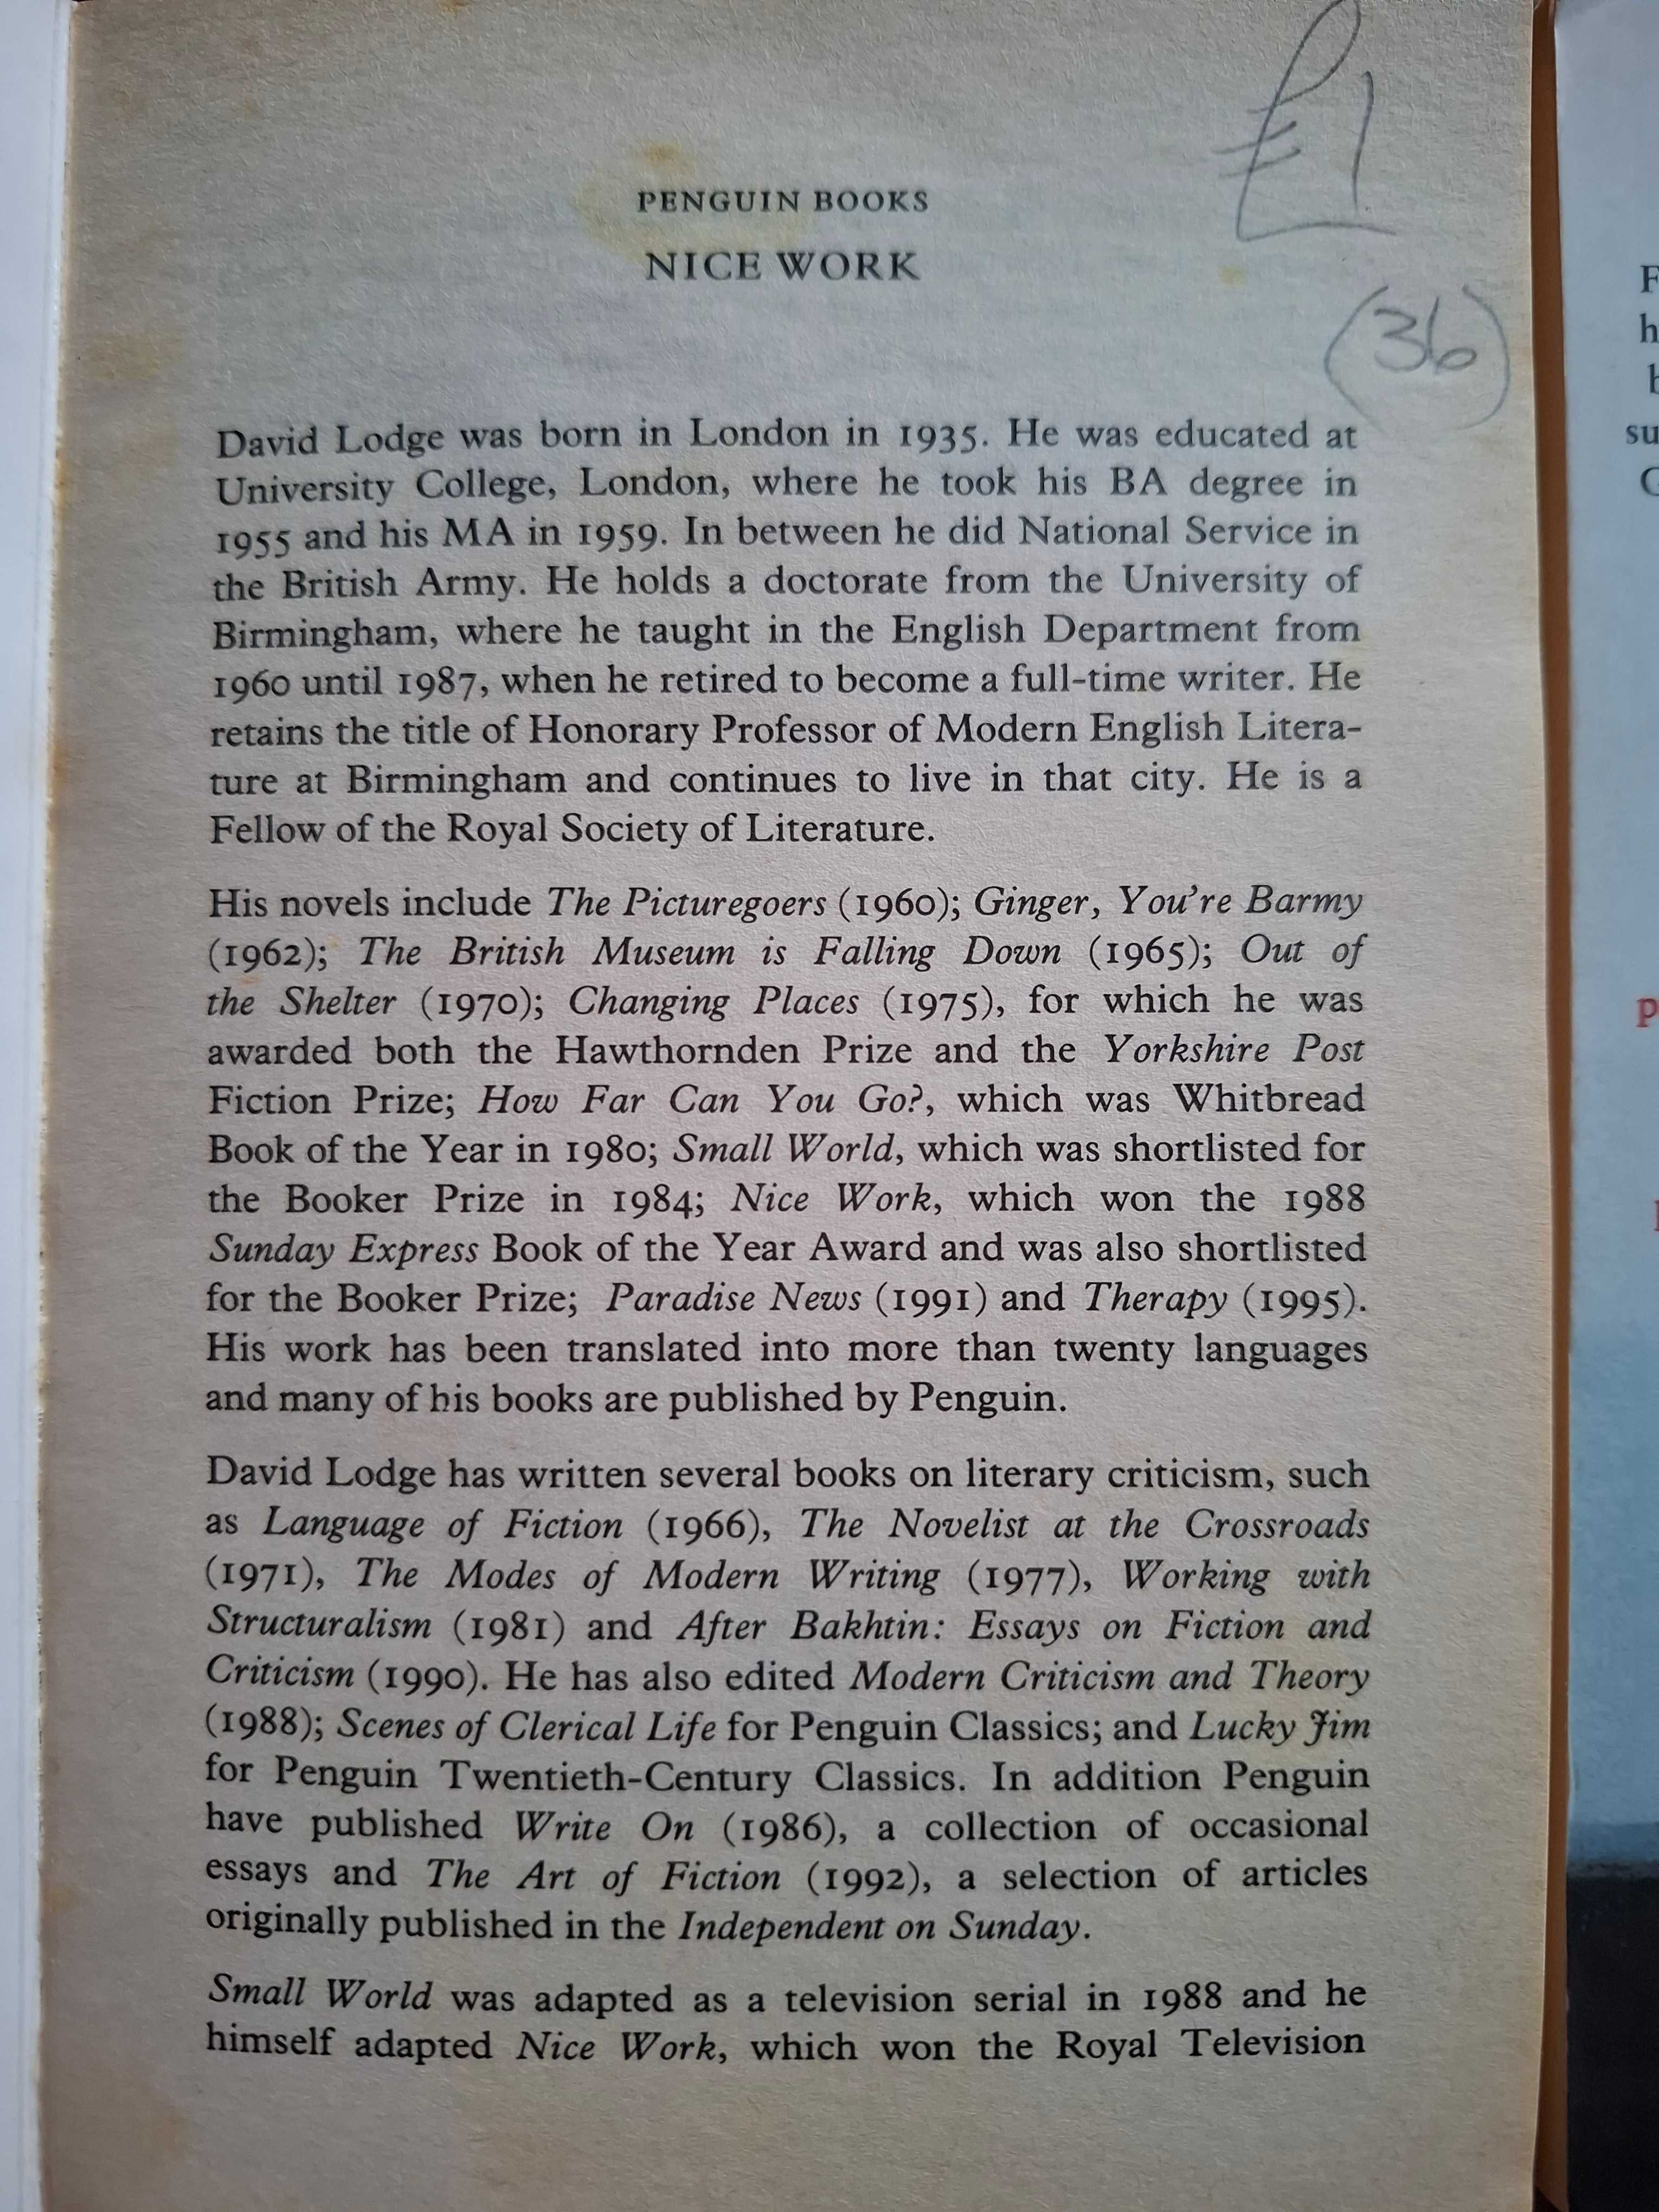 £1
PENGUIN BOOKS
NICE WORK
(36)
David Lodge was born in London in 1935. He was educated at
University College, London, where he took his BA degree in
1955 and his MA in 1959. In between he did National Service in
the British Army. He holds a doctorate from the University of
Birmingham, where he taught in the English Department from
1960 until 1987, when he retired to become a full-time writer. He
retains the title of Honorary Professor of Modern English Litera-
ture at Birmingham and continues to live in that city. He is a
Fellow of the Royal Society of Literature.
His novels include The Picturegoers (1960); Ginger, You're Barmy
(1962); The British Museum is Falling Down (1965); Out of
the Shelter (1970); Changing Places (1975), for which he was
awarded both the Hawthornden Prize and the Yorkshire Post
Fiction Prize; How Far Can You Go?, which was Whitbread
Book of the Year in 1980; Small World, which was shortlisted for
the Booker Prize in 1984; Nice Work, which won the 1988
Sunday Express Book of the Year Award and was also shortlisted
for the Booker Prize; Paradise News (1991) and Therapy (1995).
His work has been translated into more than twenty languages
and many of his books are published by Penguin.
David Lodge has written several books on literary criticism, such
as Language of Fiction (1966), The Novelist at the Crossroads
(1971), The Modes of Modern Writing (1977), Working with
Structuralism (1981) and After Bakhtin: Essays on Fiction and
Criticism (1990). He has also edited Modern Criticism and Theory
(1988); Scenes of Clerical Life for Penguin Classics; and Lucky Jim
for Penguin Twentieth-Century Classics. In addition Penguin
have published Write On (1986), a collection of occasional
essays and The Art of Fiction (1992), a selection of articles
originally published in the Independent on Sunday.
Small World was adapted as a television serial in 1988 and he
himself adapted Nice Work, which won the Royal Television